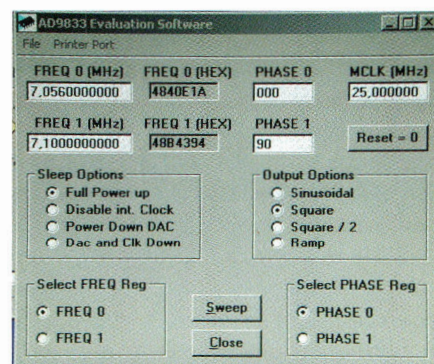 AD9833 Evaluation Software
File Printer Port
FREQ 0 (MHz) FREQ 0 (HEX) PHASE 0 MCLK (MHz)
7,0560000000 4840E1A 000 25,000000
FREQ 1 (MHz) FREQ 1 (HEX) PHASE 1
7,1000000000 48B4394 90 Reset = 0
Sleep Options Output Options
Full Power up Sinusoidal
Disable int. Clock Square
Power Down DAC Square / 2
Dac and Clk Down Ramp
Select FREQ Reg Select PHASE Reg
FREQ 0 Sweep PHASE 0
FREQ 1 Close PHASE 1